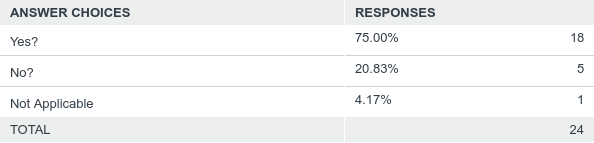 ANSWER CHOICES RESPONSES
Yes? 75.00% 18
No? 20.83% 5
Not Applicable 4.17% 1
TOTAL 24